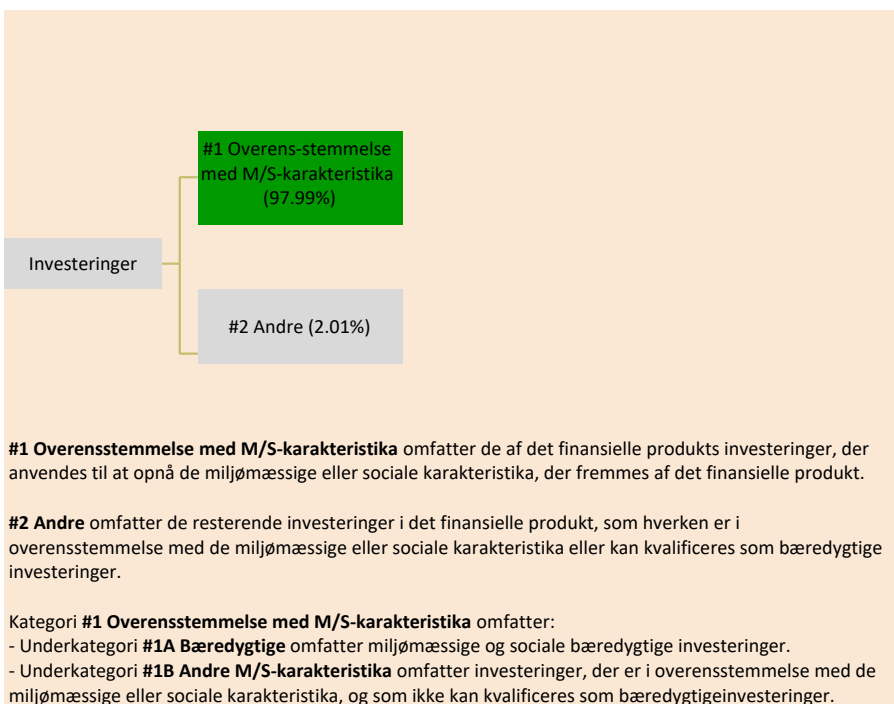 #1 Overens-stemmelse
med M/S-karakteristika
(97.99%)
Investeringer
#2 Andre (2.01%)
#1 Overensstemmelse med M/S-karakteristika omfatter de af det finansielle produkts investeringer, der
anvendes til at opnå de miljømæssige eller sociale karakteristika, der fremmes af det finansielle produkt.
#2 Andre omfatter de resterende investeringer i det finansielle produkt, som hverken er i
overensstemmelse med de miljømæssige eller sociale karakteristika eller kan kvalificeres som bæredygtige
investeringer.
Kategori #1 Overensstemmelse med M/S-karakteristika omfatter:
- Underkategori #1A Bæredygtige omfatter miljømæssige og sociale bæredygtige investeringer.
- Underkategori #1B Andre M/S-karakteristika omfatter investeringer, der er i overensstemmelse med de
miljømæssige eller sociale karakteristika, og som ikke kan kvalificeres som bæredygtigeinvesteringer.